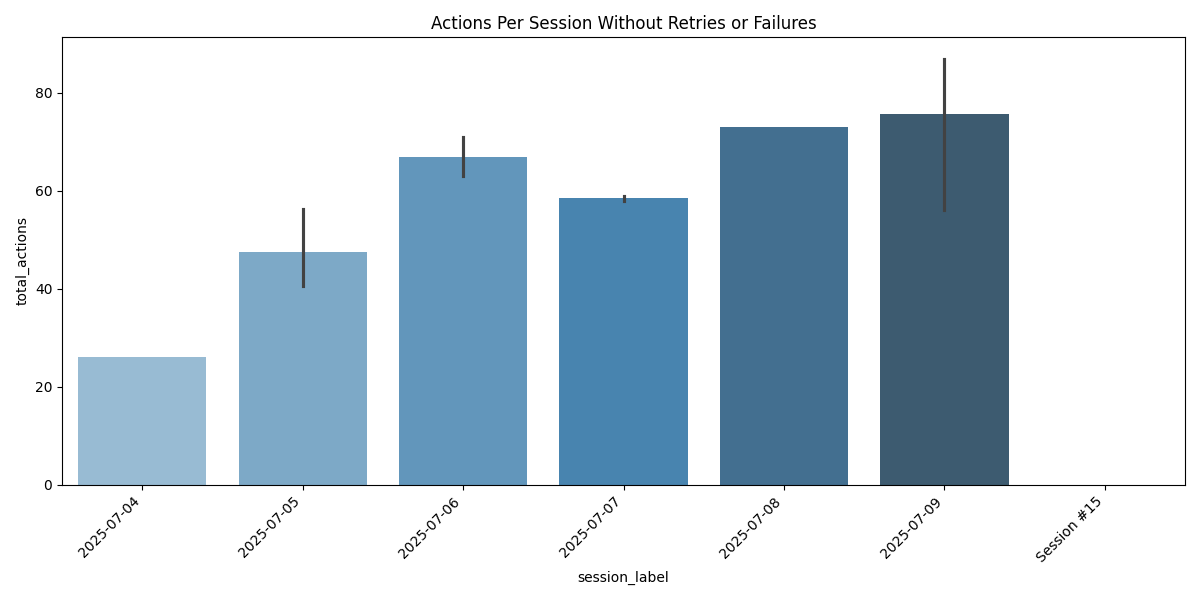 Actions Per Session Without Retries or Failures
total_actions
80
60
40
20
0
2025-07-04
2025-07-05
2025-07-06
2025-07-07
2025-07-08
2025-07-09
Session #15
session_label